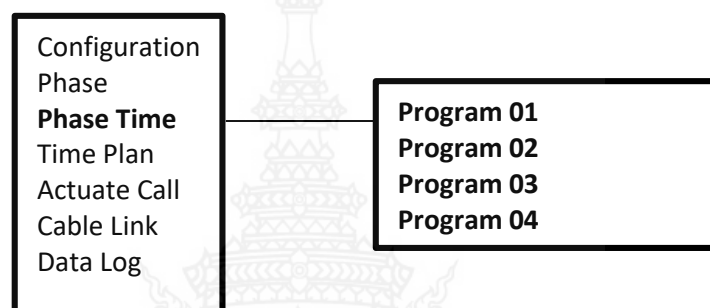 Configuration
Phase
Phase Time
Time Plan
Actuate Call
Cable Link
Data Log
Program 01
Program 02
Program 03
Program 04